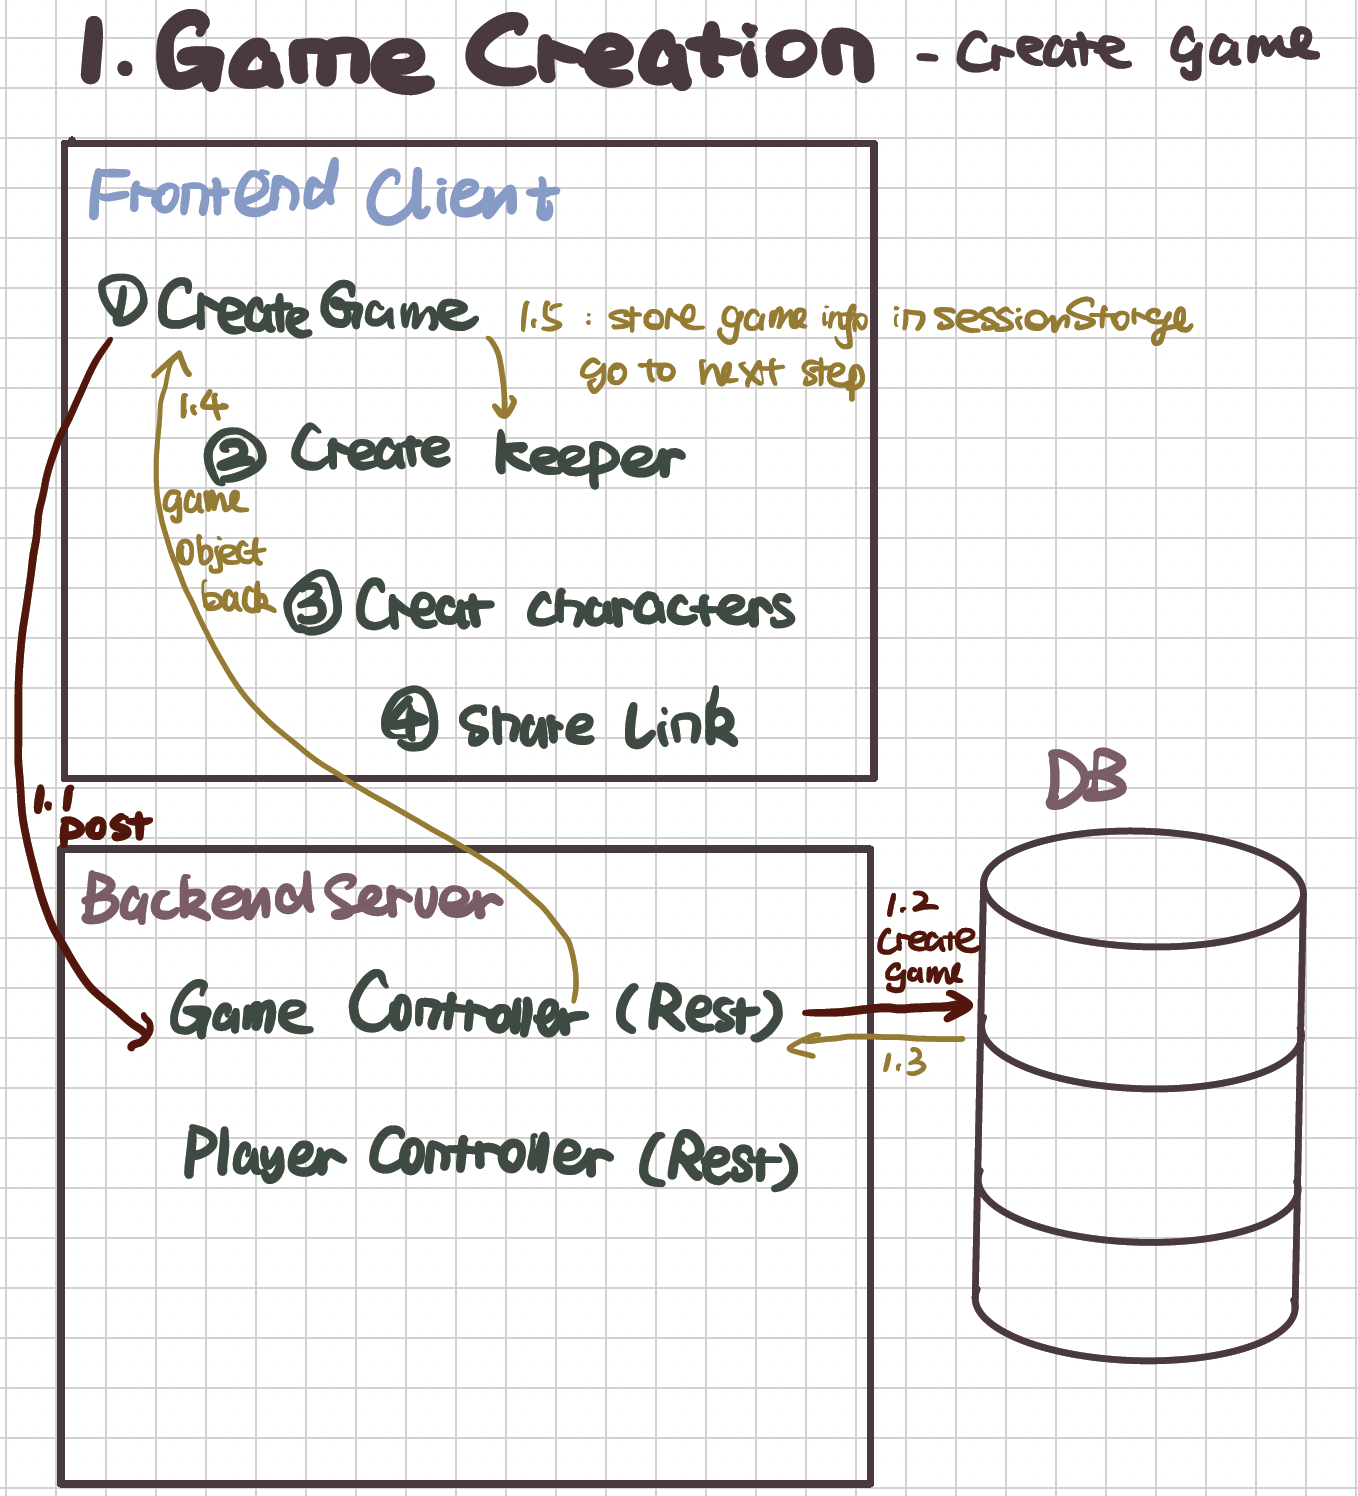 1. Game Creation - Create game
Frontend Client
① Create Game
1.5 : store game info in sessionStorge
go to next step
1.4
② Create keeper
game
object
back
③ Creat characters
④ Share Link
1.1
post
DB
Backend Server
1.2
Create
game
Game Controller (Rest)
1.3
Player Controller (Rest)